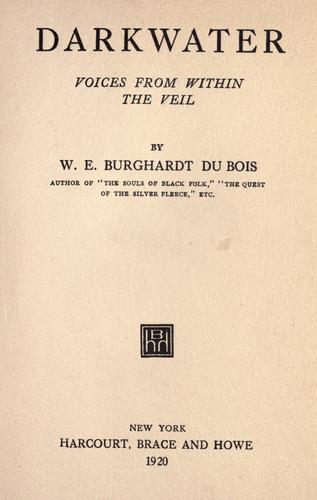 DARKWATER
VOICES FROM WITHIN
THE VEIL
BY
W. E. BURGHARDT DU BOIS
AUTHOR OF "THE SOULS OF BLACK FOLK," "THE QUEST
OF THE SILVER FLEECE," ETC.
HBH
NEW YORK
HARCOURT, BRACE AND HOWE
1920